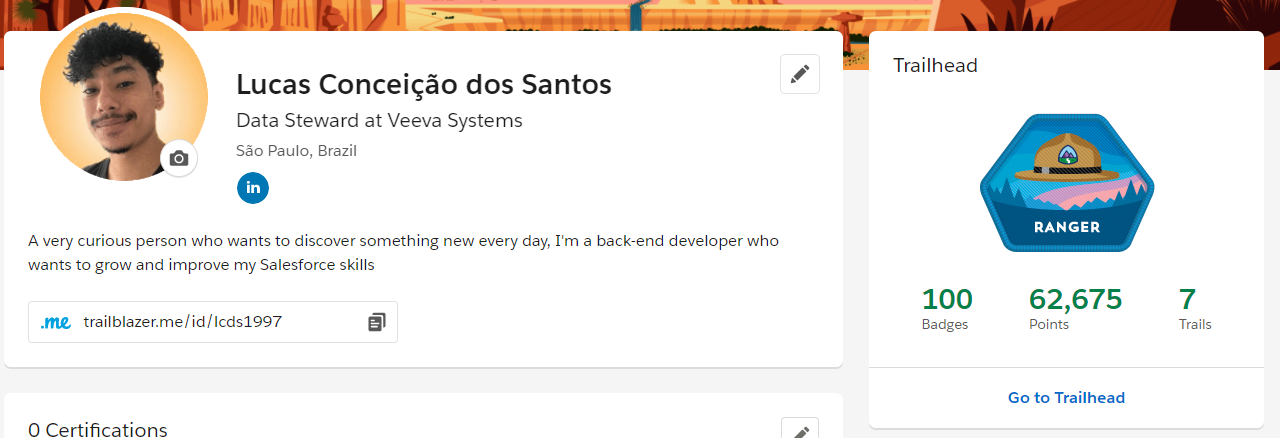 Lucas Conceição dos Santos
Data Steward at Veeva Systems
São Paulo, Brazil
in
A very curious person who wants to discover something new every day, I'm a back-end developer who
wants to grow and improve my Salesforce skills
.me trailblazer.me/id/lcds1997
0 Certifications
Trailhead
RANGER
100 62,675 7
Badges Points Trails
Go to Trailhead